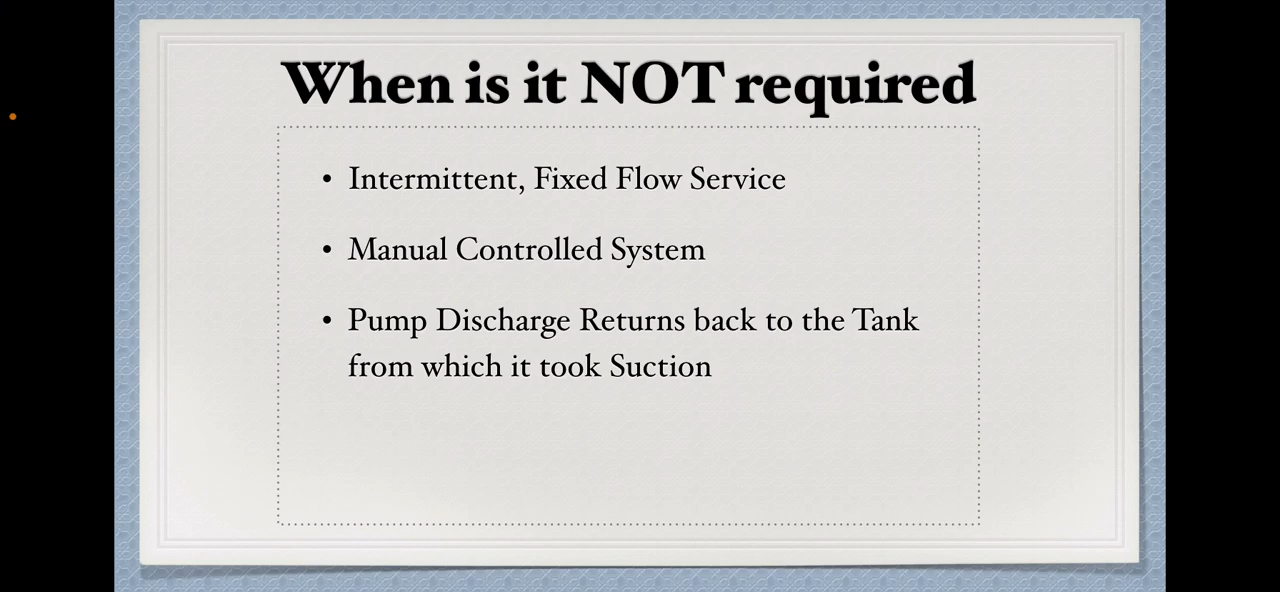 When is it NOT required
• Intermittent, Fixed Flow Service
• Manual Controlled System
• Pump Discharge Returns back to the Tank
from which it took Suction